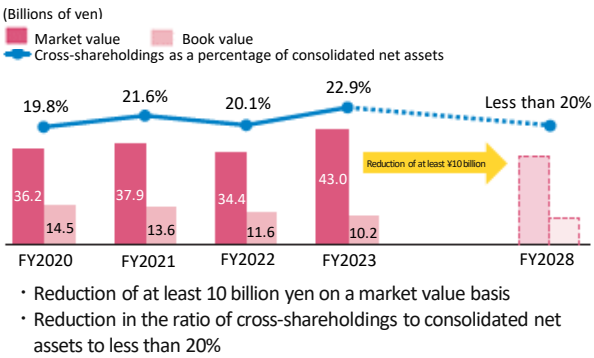 (Billions of yen)
Market value Book value
Cross-shareholdings as a percentage of consolidated net assets
19.8% 21.6% 20.1% 22.9% Less than 20%
Reduction of at least ¥10 billion
36.2 37.9 34.4 43.0
14.5 13.6 11.6 10.2
FY2020 FY2021 FY2022 FY2023 FY2028
・Reduction of at least 10 billion yen on a market value basis
・Reduction in the ratio of cross-shareholdings to consolidated net
assets to less than 20%